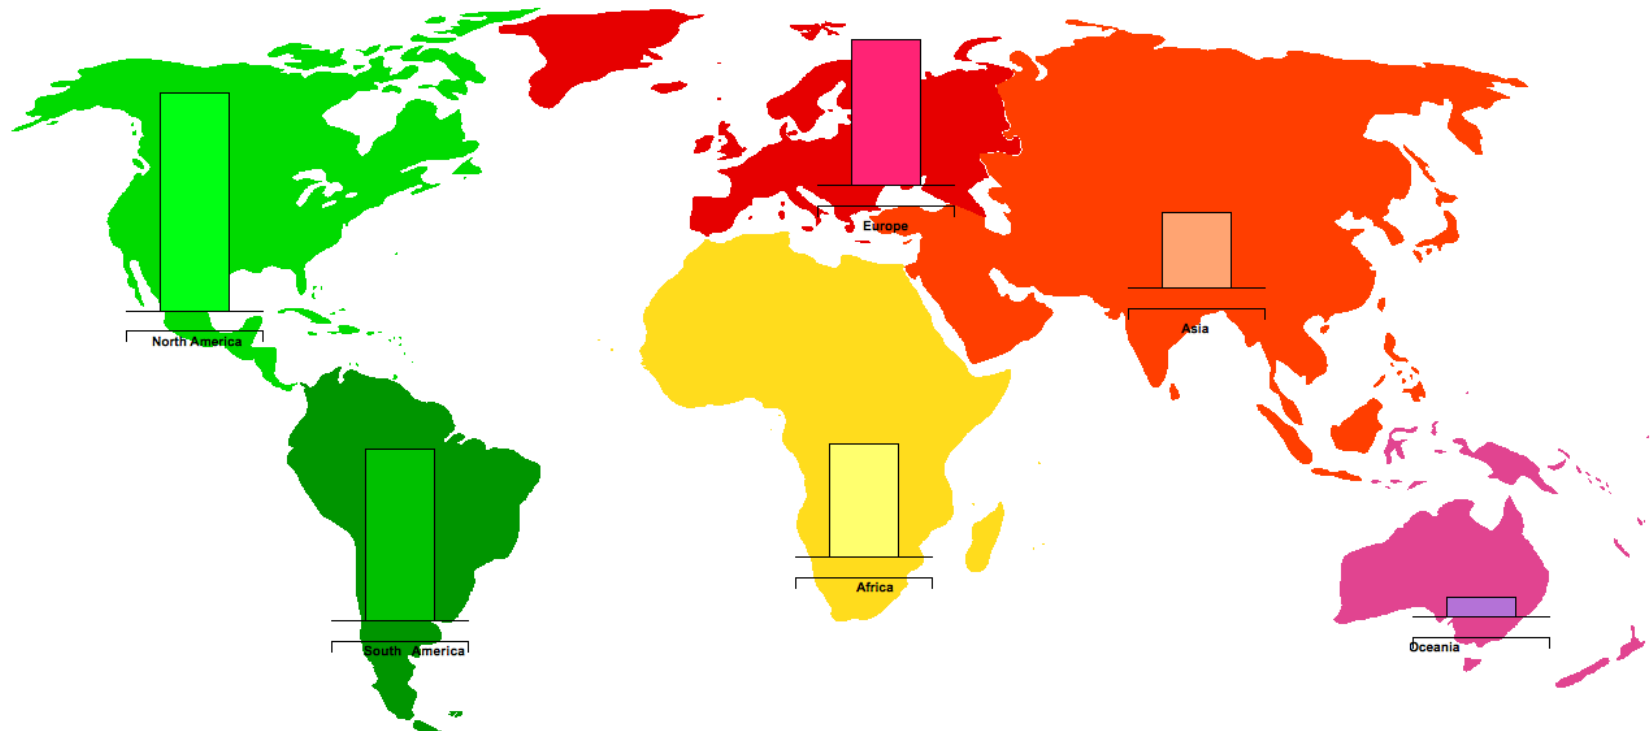 Europe
Asia
North America
Africa
South America
Oceania